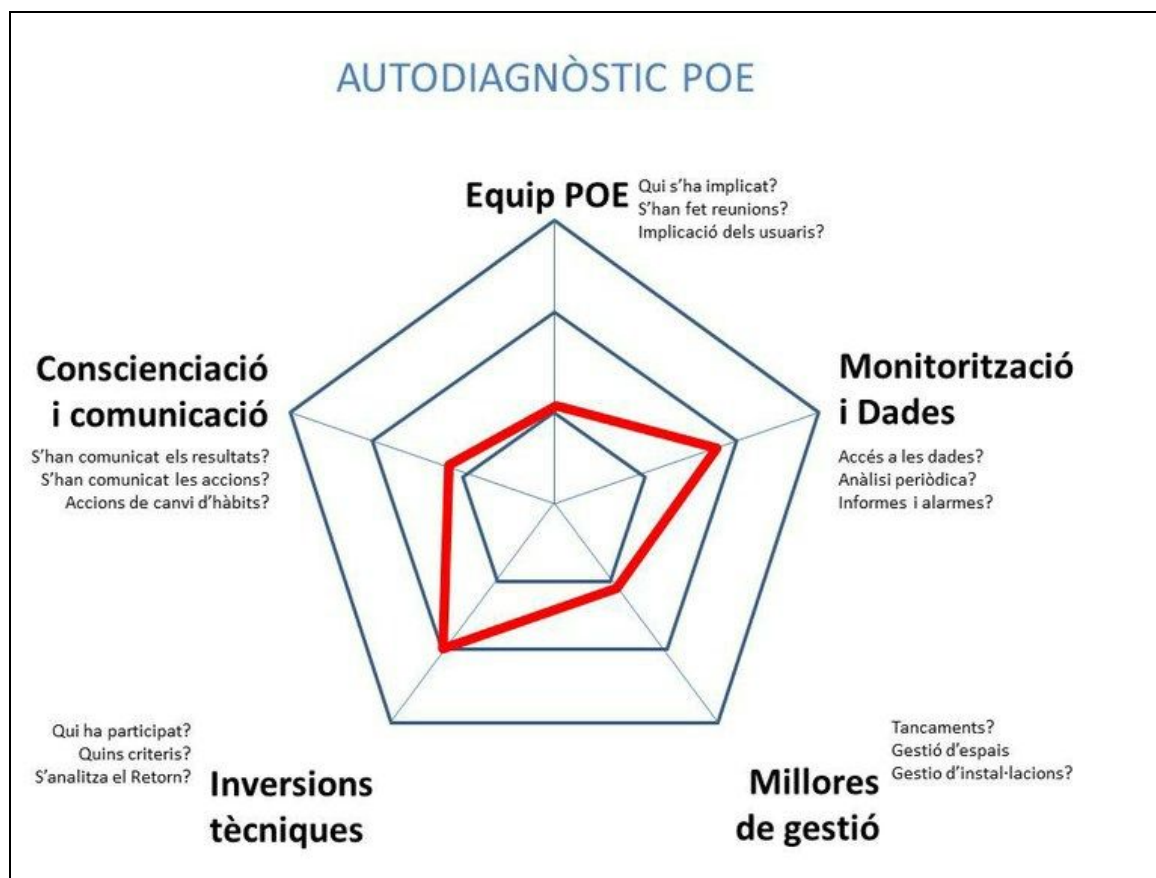 AUTODIAGNÒSTIC POE
Equip POE
Qui s'ha implicat?
S'han fet reunions?
Implicació dels usuaris?
Conscienciació
i comunicació
S'han comunicat els resultats?
S'han comunicat les accions?
Accions de canvi d'hàbits?
Monitorització
i Dades
Accés a les dades?
Anàlisi periòdica?
Informes i alarmes?
Qui ha participat?
Quins criteris?
S'analitza el Retorn?
Inversions
tècniques
Tancaments?
Gestió d'espais
Gestio d'instal·lacions?
Millores
de gestió